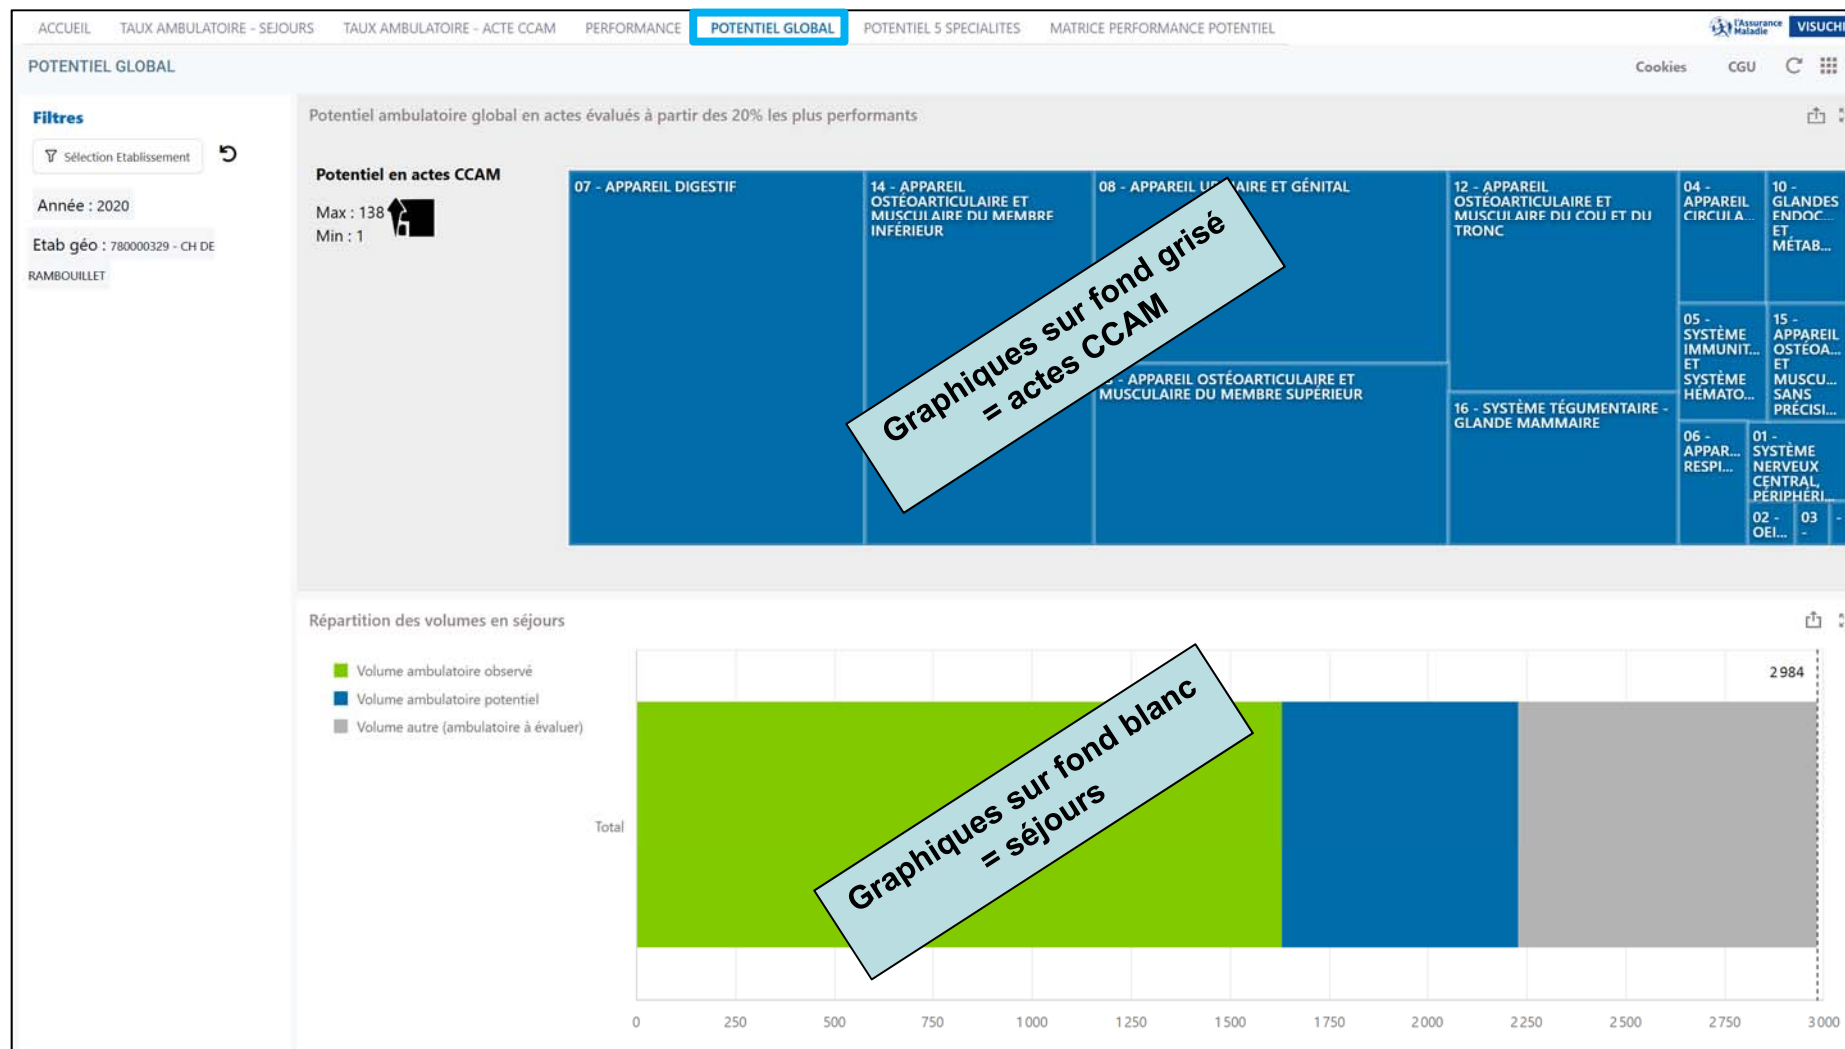 ACCUEIL TAUX AMBULATOIRE - SEJOURS TAUX AMBULATOIRE - ACTE CCAM PERFORMANCE POTENTIEL GLOBAL POTENTIEL 5 SPECIALITES MATRICE PERFORMANCE POTENTIEL
l'Assurance
Maladie
VISUCHI
POTENTIEL GLOBAL
Cookies CGU
Filtres
Sélection Etablissement
Année : 2020
Etab géo : 780000329 - CH DE
RAMBOUILLET
Potentiel ambulatoire global en actes évalués à partir des 20% les plus performants
Potentiel en actes CCAM
Max : 138
Min : 1
07 - APPAREIL DIGESTIF
14 - APPAREIL
OSTÉOARTICULAIRE ET
MUSCULAIRE DU MEMBRE
INFÉRIEUR
08 - APPAREIL URINAIRE ET GÉNITAL
- APPAREIL OSTÉOARTICULAIRE ET
MUSCULAIRE DU MEMBRE SUPÉRIEUR
12 - APPAREIL
OSTÉOARTICULAIRE ET
MUSCULAIRE DU COU ET DU
TRONC
16 - SYSTÈME TÉGUMENTAIRE -
GLANDE MAMMAIRE
04 -
APPAREIL
CIRCULA...
10 -
GLANDES
ENDOC...
ET
MÉTAB...
05 -
SYSTÈME
IMMUNIT...
ET
SYSTÈME
HÉMATO...
15 -
APPAREIL
OSTÉOA...
ET
MUSCU...
SANS
PRÉCISI...
06 -
APPAR...
RESPI...
01 -
SYSTÈME
NERVEUX
CENTRAL,
PÉRIPHÉRI...
02 -
OEI...
03
-
-
Graphiques sur fond grisé
= actes CCAM
Répartition des volumes en séjours
Volume ambulatoire observé
Volume ambulatoire potentiel
Volume autre (ambulatoire à évaluer)
2 984
Total
Graphiques sur fond blanc
= séjours
0 250 500 750 1 000 1 250 1 500 1 750 2 000 2 250 2 500 2 750 3 000